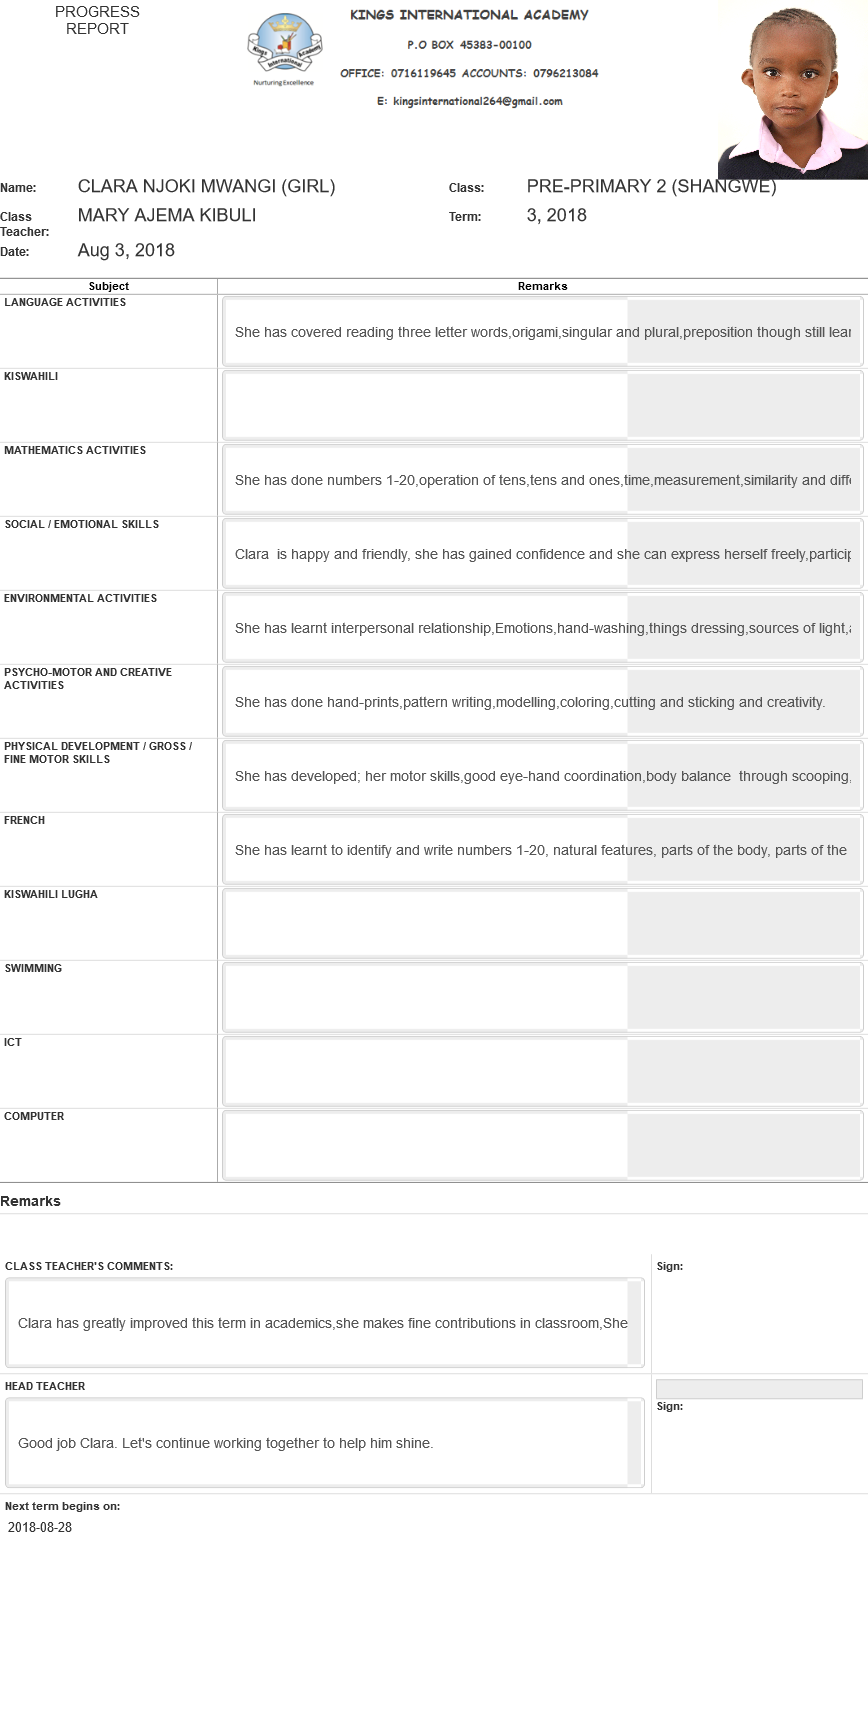 PROGRESS
REPORT
KINGS INTERNATIONAL ACADEMY
P.O BOX 45383-00100
OFFICE: 0716119645 ACCOUNTS: 0796213084
E: kingsinternational264@gmail.com
Kings International Academy
Nurturing Excellence
Name: CLARA NJOKI MWANGI (GIRL) Class: PRE-PRIMARY 2 (SHANGWE)
Class Teacher: MARY AJEMA KIBULI Term: 3, 2018
Date: Aug 3, 2018
Subject Remarks
LANGUAGE ACTIVITIES
She has covered reading three letter words,origami,singular and plural,preposition though still
KISWAHILI
MATHEMATICS ACTIVITIES
She has done numbers 1-20,operation of tens,tens and ones,time,measurement,similarity and
SOCIAL / EMOTIONAL SKILLS
Clara  is happy and friendly, she has gained confidence and she can express herself freely,
ENVIRONMENTAL ACTIVITIES
She has learnt interpersonal relationship,Emotions,hand-washing,things dressing,sources of light,
PSYCHO-MOTOR AND CREATIVE
ACTIVITIES
She has done hand-prints,pattern writing,modelling,coloring,cutting and sticking and creativity.
PHYSICAL DEVELOPMENT / GROSS /
FINE MOTOR SKILLS
She has developed; her motor skills,good eye-hand coordination,body balance  through scooping,
FRENCH
She has learnt to identify and write numbers 1-20, natural features, parts of the body, parts of the
KISWAHILI LUGHA
SWIMMING
ICT
COMPUTER
Remarks
CLASS TEACHER'S COMMENTS: Sign:
Clara has greatly improved this term in academics,she makes fine contributions in classroom,She
HEAD TEACHER
Sign:
Good job Clara. Let's continue working together to help him shine.
Next term begins on:
2018-08-28